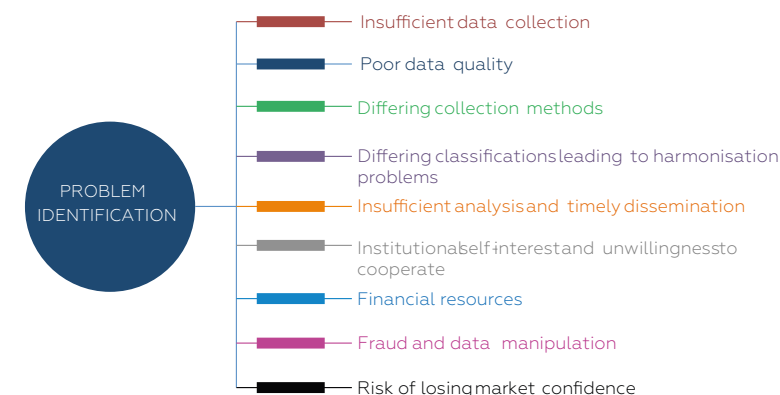 Insufficient data collection
Poor data quality
Differing collection methods
Differing classifications leading to harmonisation
problems
PROBLEM
IDENTIFICATION
Insufficient analysis and timely dissemination
Institutional self-interest and unwillingness to
cooperate
Financial resources
Fraud and data manipulation
Risk of losing market confidence